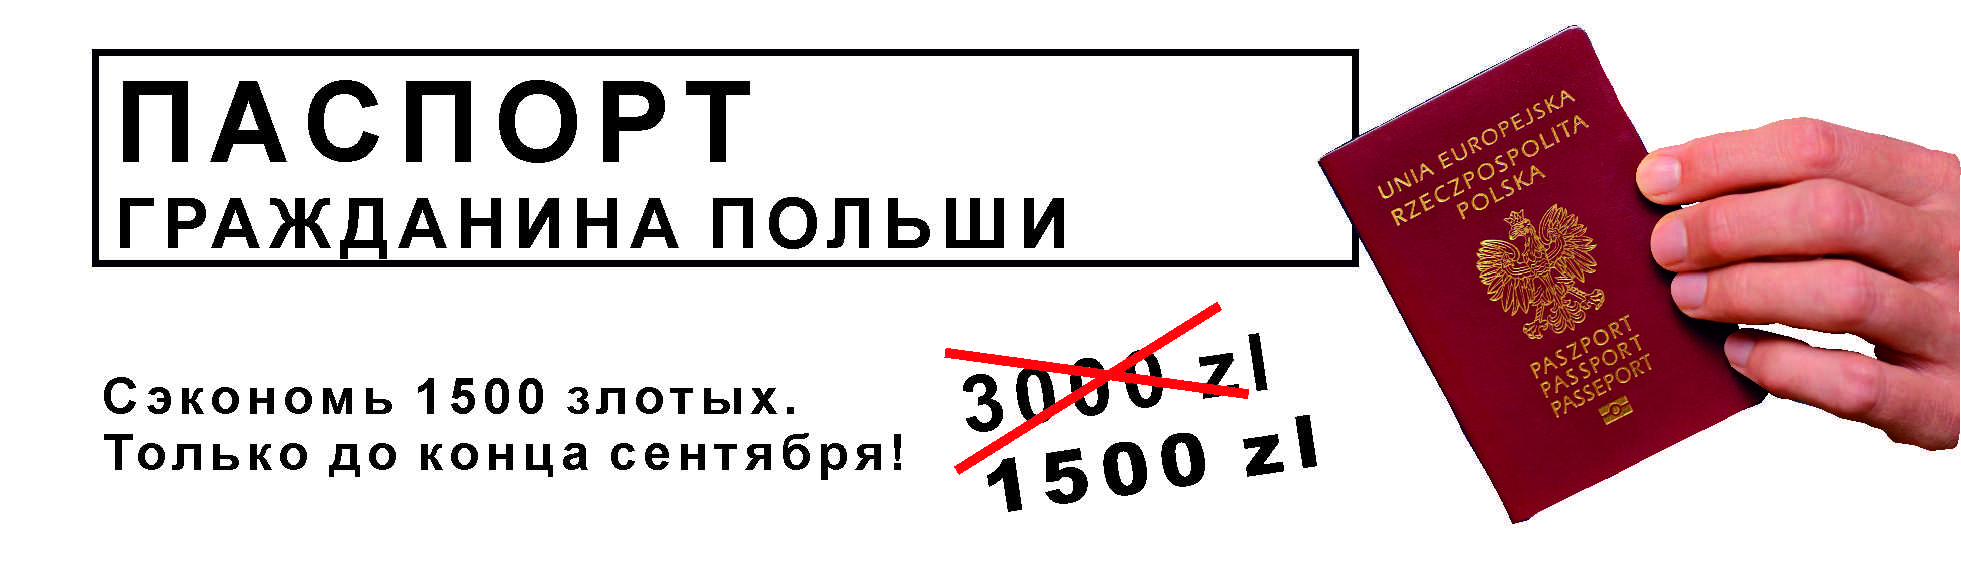 ПАСПОРТ
ГРАЖДАНИНА ПОЛЬШИ
Сэкономь 1500 злотых.
Только до конца сентября!
3000 zl
1500 zl
UNIA EUROPEJSKA
RZECZPOSPOLITA
POLSKA
PASZPORT
PASSPORT
PASSEPORT